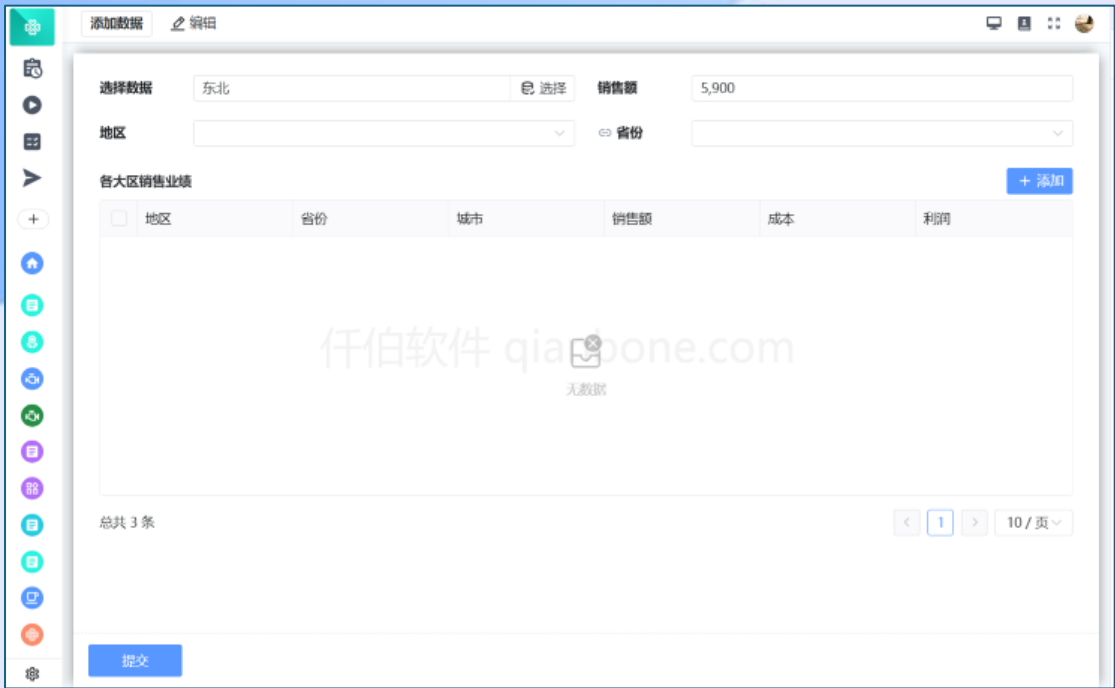 添加数据 编辑
选择数据 东北 选择 销售额 5,900
地区 省份
各大区销售业绩 + 添加
地区 省份 城市 销售额 成本 利润
仟伯软件 qianbone.com
无数据
总共 3 条 1 10 / 页
提交